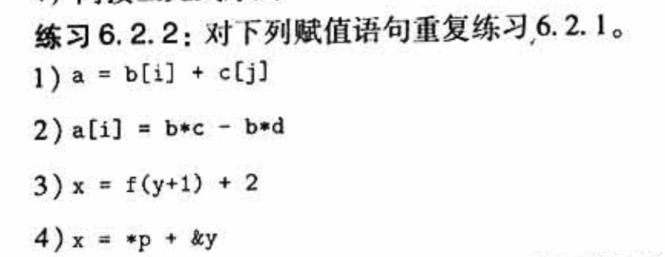 练习6.2.2：对下列赋值语句重复练习6.2.1。
1) a = b[i] + c[j]
2) a[i] = b*c - b*d
3) x = f(y+1) + 2
4) x = *p + &y